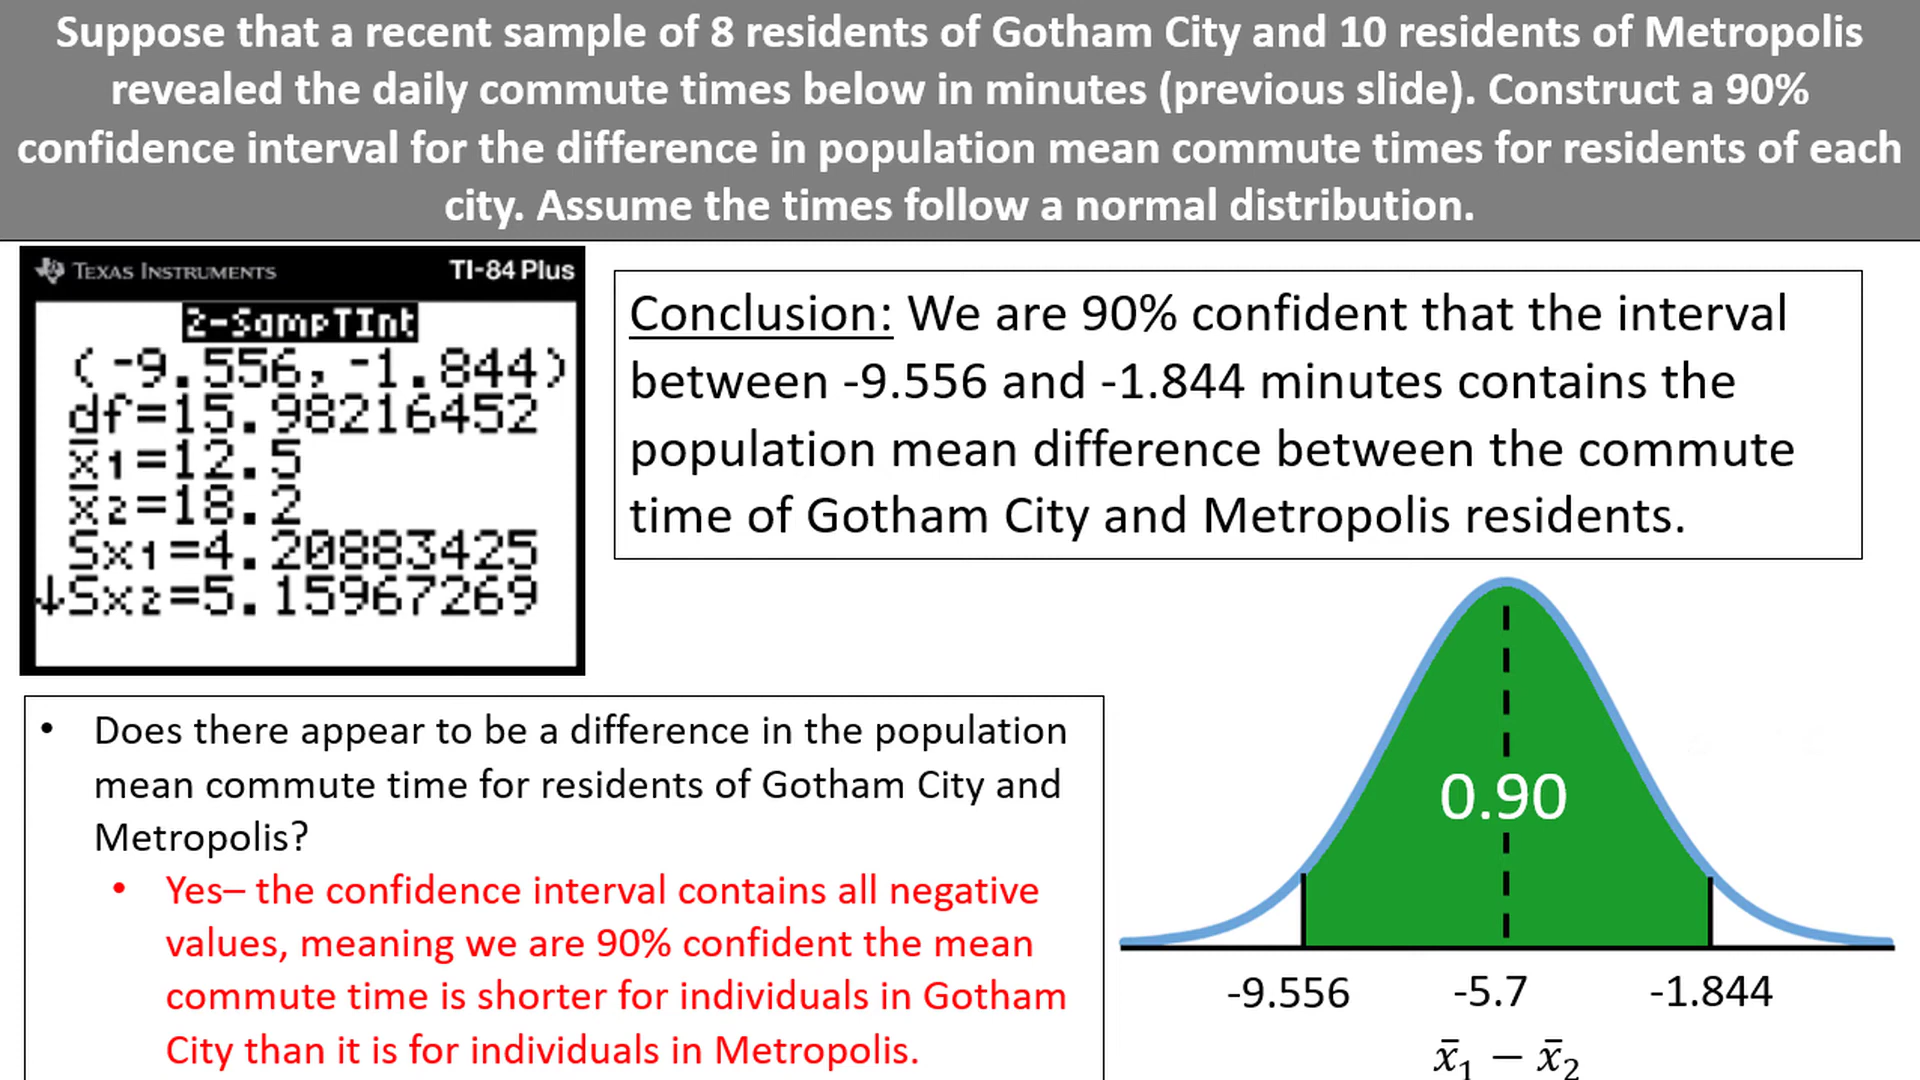 Suppose that a recent sample of 8 residents of Gotham City and 10 residents of Metropolis
revealed the daily commute times below in minutes (previous slide). Construct a 90%
confidence interval for the difference in population mean commute times for residents of each
city. Assume the times follow a normal distribution.
TEXAS INSTRUMENTS TI-84 Plus
2-SampTInt
(-9.556, -1.844)
df=15.98216452
x̄1=12.5
x̄2=18.2
Sx1=4.20883425
↓Sx2=5.15967269
Conclusion: We are 90% confident that the interval
between -9.556 and -1.844 minutes contains the
population mean difference between the commute
time of Gotham City and Metropolis residents.
• Does there appear to be a difference in the population
mean commute time for residents of Gotham City and
Metropolis?
• Yes– the confidence interval contains all negative
values, meaning we are 90% confident the mean
commute time is shorter for individuals in Gotham
City than it is for individuals in Metropolis.
0.90
-9.556 -5.7 -1.844
x̄₁ − x̄₂